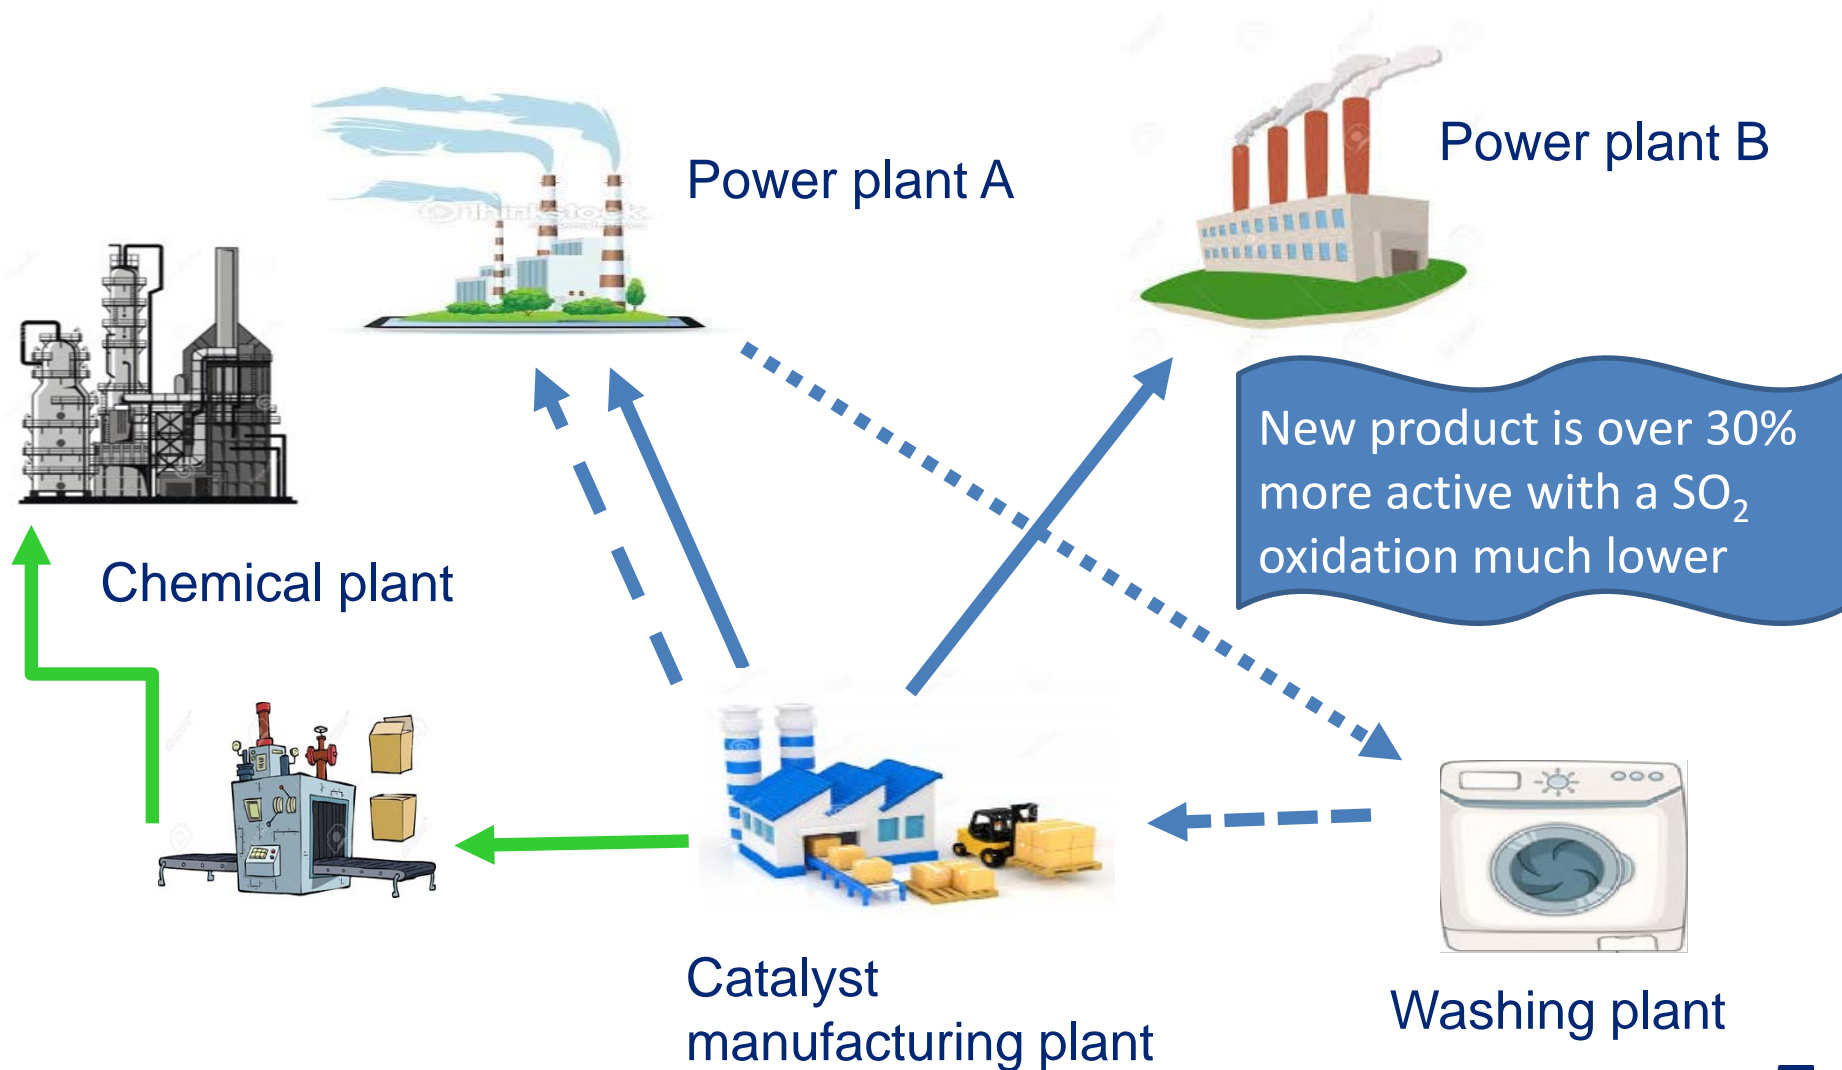 Power plant A
Power plant B
New product is over 30%
more active with a SO₂
oxidation much lower
Chemical plant
Catalyst
manufacturing plant
Washing plant